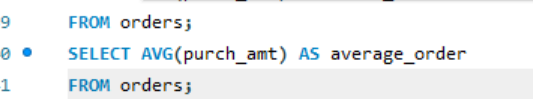 9 FROM orders;
0 SELECT AVG(purch_amt) AS average_order
1 FROM orders;